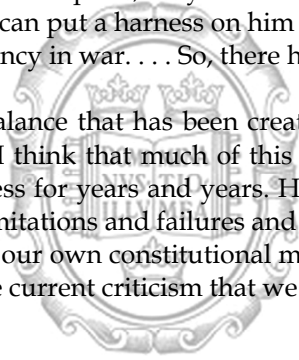 can put a harness on him
ncy in war. . . . So, there h
alance that has been creat
I think that much of this
ess for years and years. H
nitations and failures and
our own constitutional m
e current criticism that we